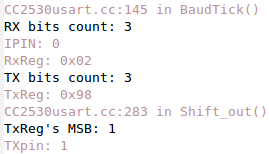 CC2530usart.cc:145 in BaudTick()
RX bits count: 3
IPIN: 0
RxReg: 0x02
TX bits count: 3
TxReg: 0x98
CC2530usart.cc:283 in Shift_out()
TxReg's MSB: 1
TXpin: 1